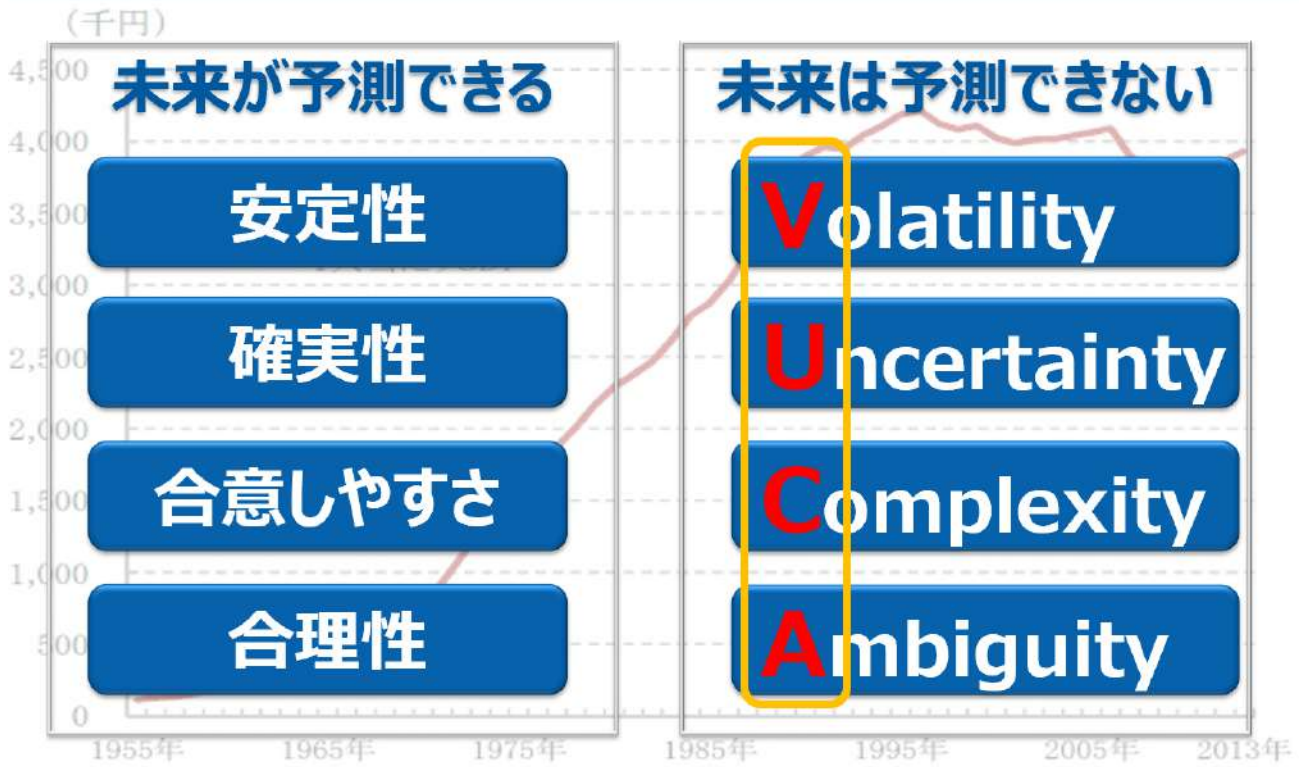 (千円)
4,500
4,000
3,500
3,000
2,500
2,000
1,500
1,000
500
0
未来が予測できる
安定性
確実性
合意しやすさ
合理性
未来は予測できない
Volatility
Uncertainty
Complexity
Ambiguity
1955年 1965年 1975年 1985年 1995年 2005年 2013年